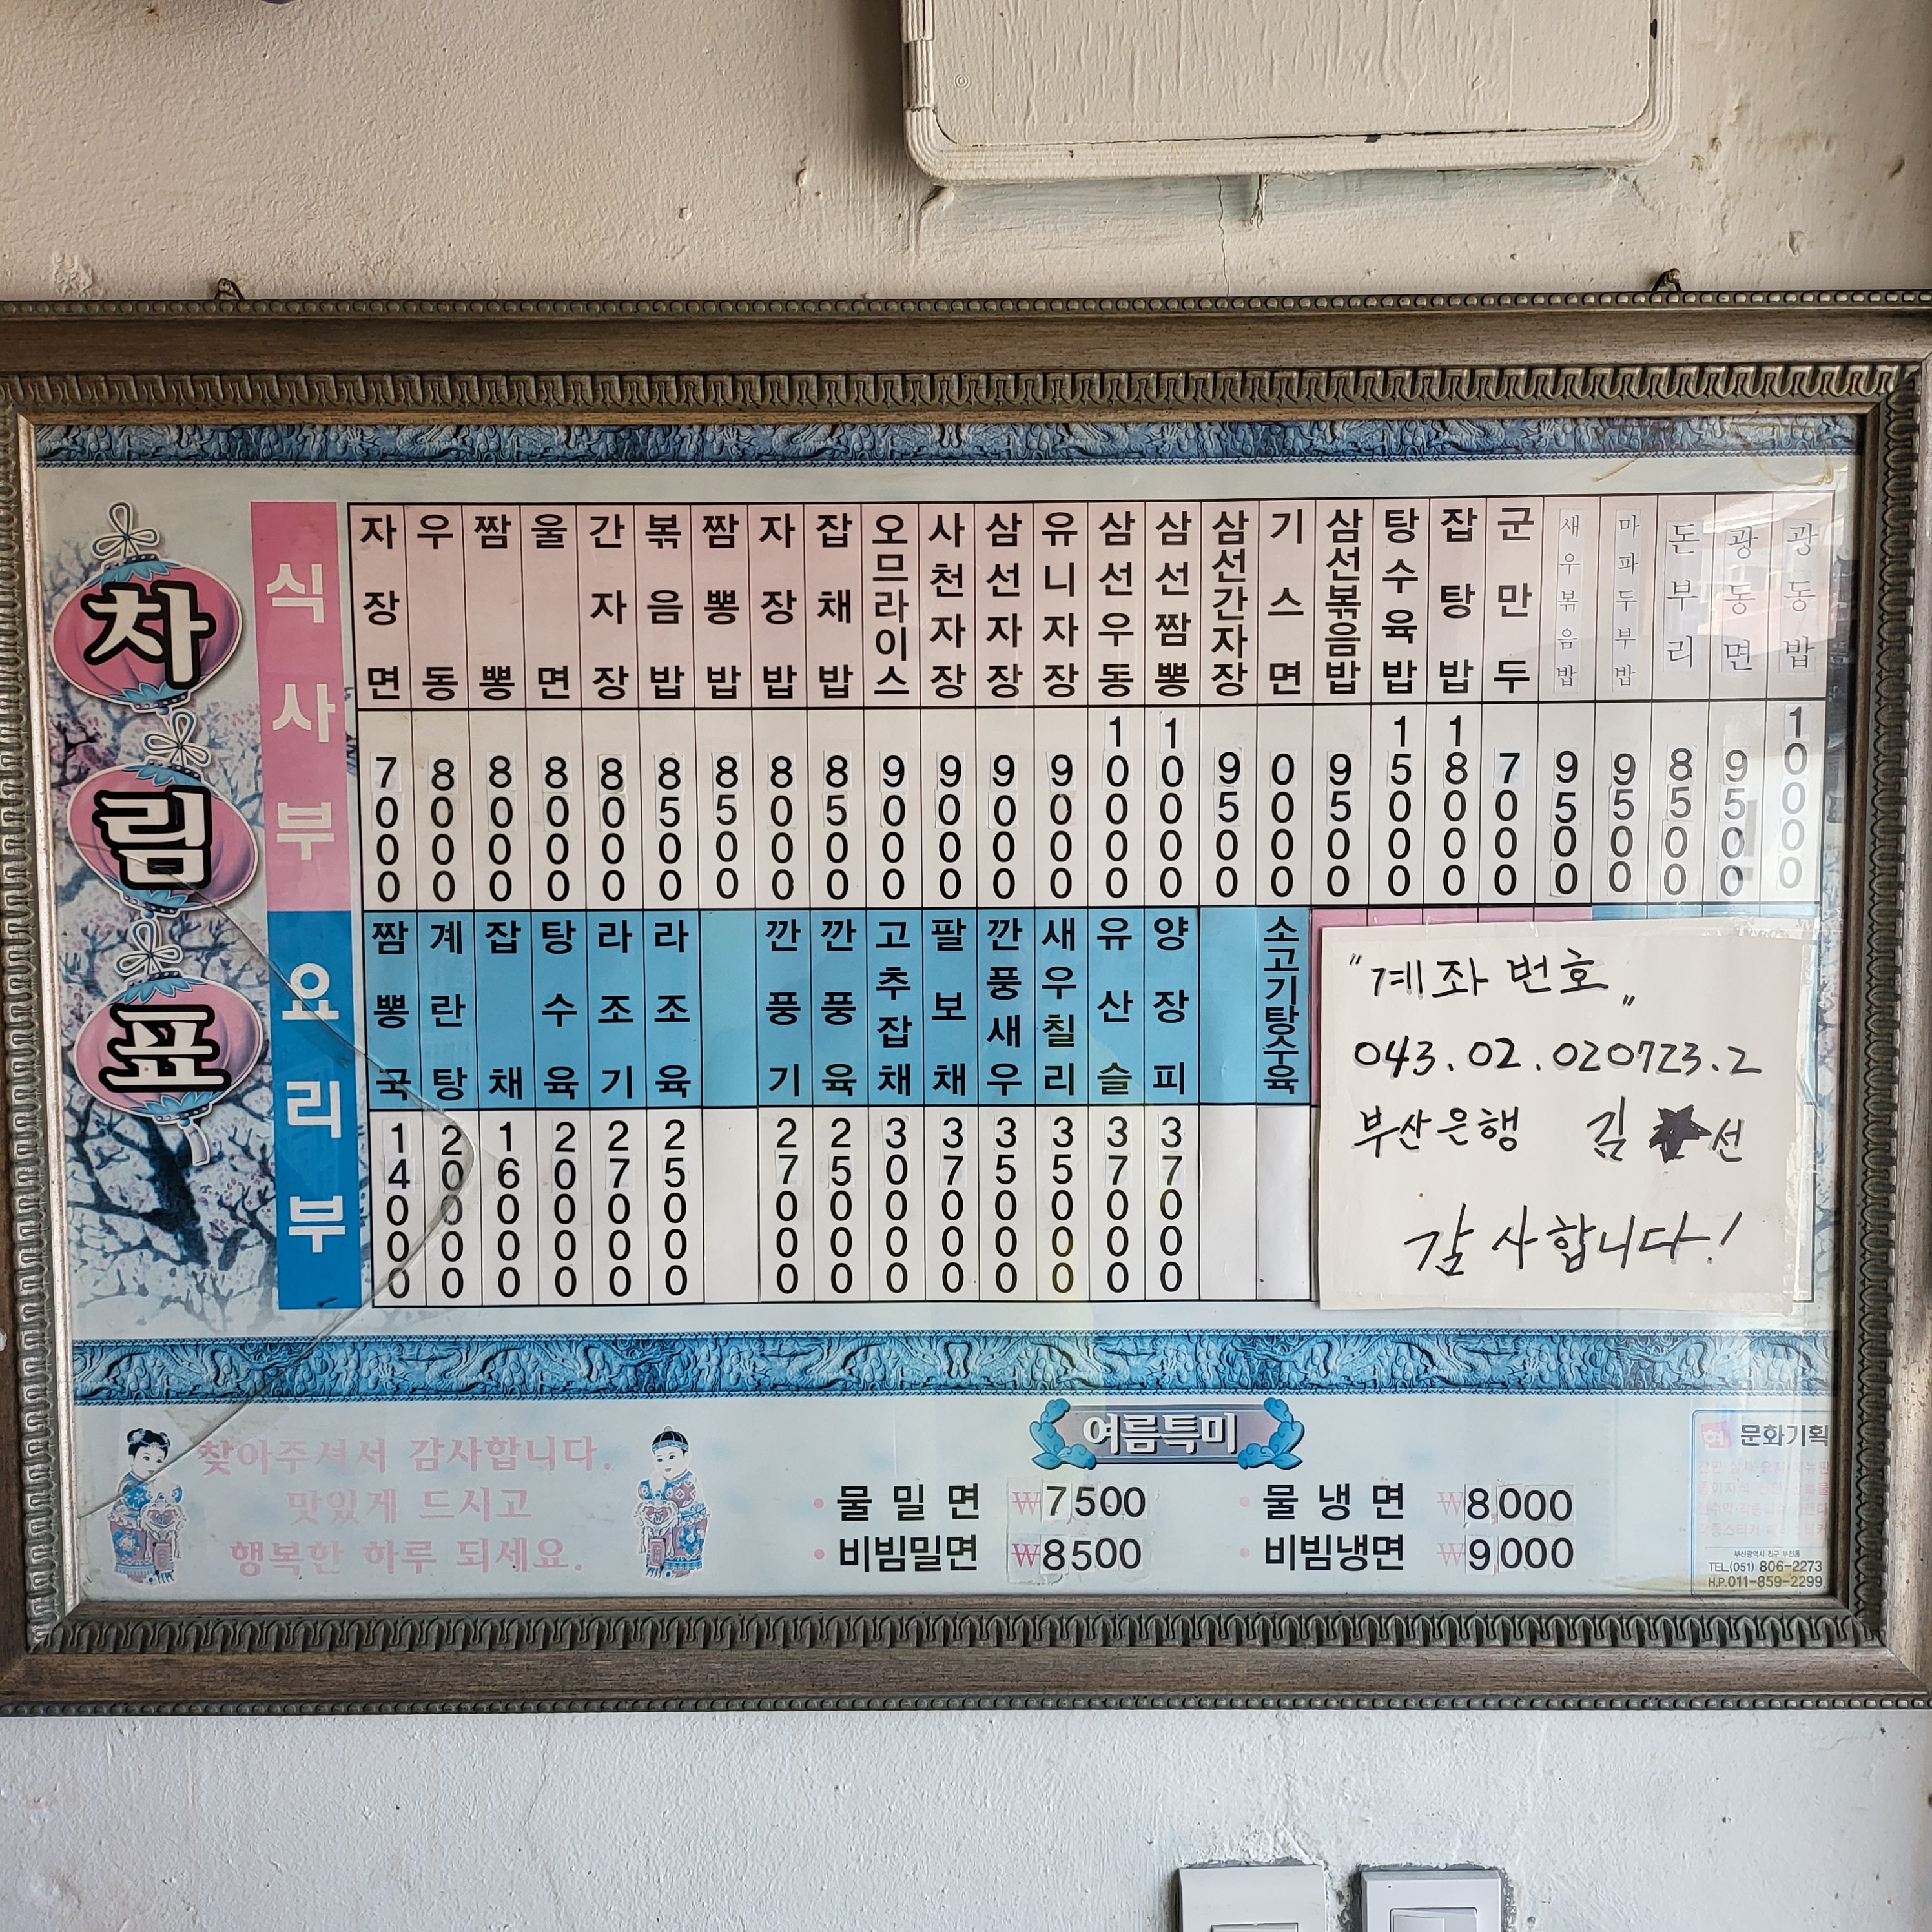 차림표
식사부
자장면 7000
우동 8000
짬뽕 8000
울면 8000
간자장 8000
볶음밥 8500
짬뽕밥 8500
자장밥 8000
잡채밥 8500
오므라이스 9000
사천자장 9000
삼선자장 9000
유니자장 9000
삼선우동 10000
삼선짬뽕 10000
삼선간자장 9500
기스면 0000
삼선볶음밥 9500
탕수육밥 15000
잡탕밥 18000
군만두 7000
새우볶음밥 9500
마파두부밥 9500
돈부리 8500
광동면 9500
광동밥 10000
요리부
짬뽕국 14000
계란탕 20000
잡채 16000
탕수육 20000
라조기 27000
라조육 25000
깐풍기 27000
깐풍육 25000
고추잡채 30000
팔보채 37000
깐풍새우 35000
새우칠리 35000
유산슬 37000
양장피 37000
소고기탕수육
"계좌 번호"
043.02.020723.2
부산은행 김 선
감사합니다!
찾아주셔서 감사합니다.
맛있게 드시고
행복한 하루 되세요.
여름특미
물밀면 ₩7,500
비빔밀면 ₩8500
물냉면 ₩8,000
비빔냉면 ₩9,000
문화기획
TEL.(051) 806-2273
H.P.011-859-2299